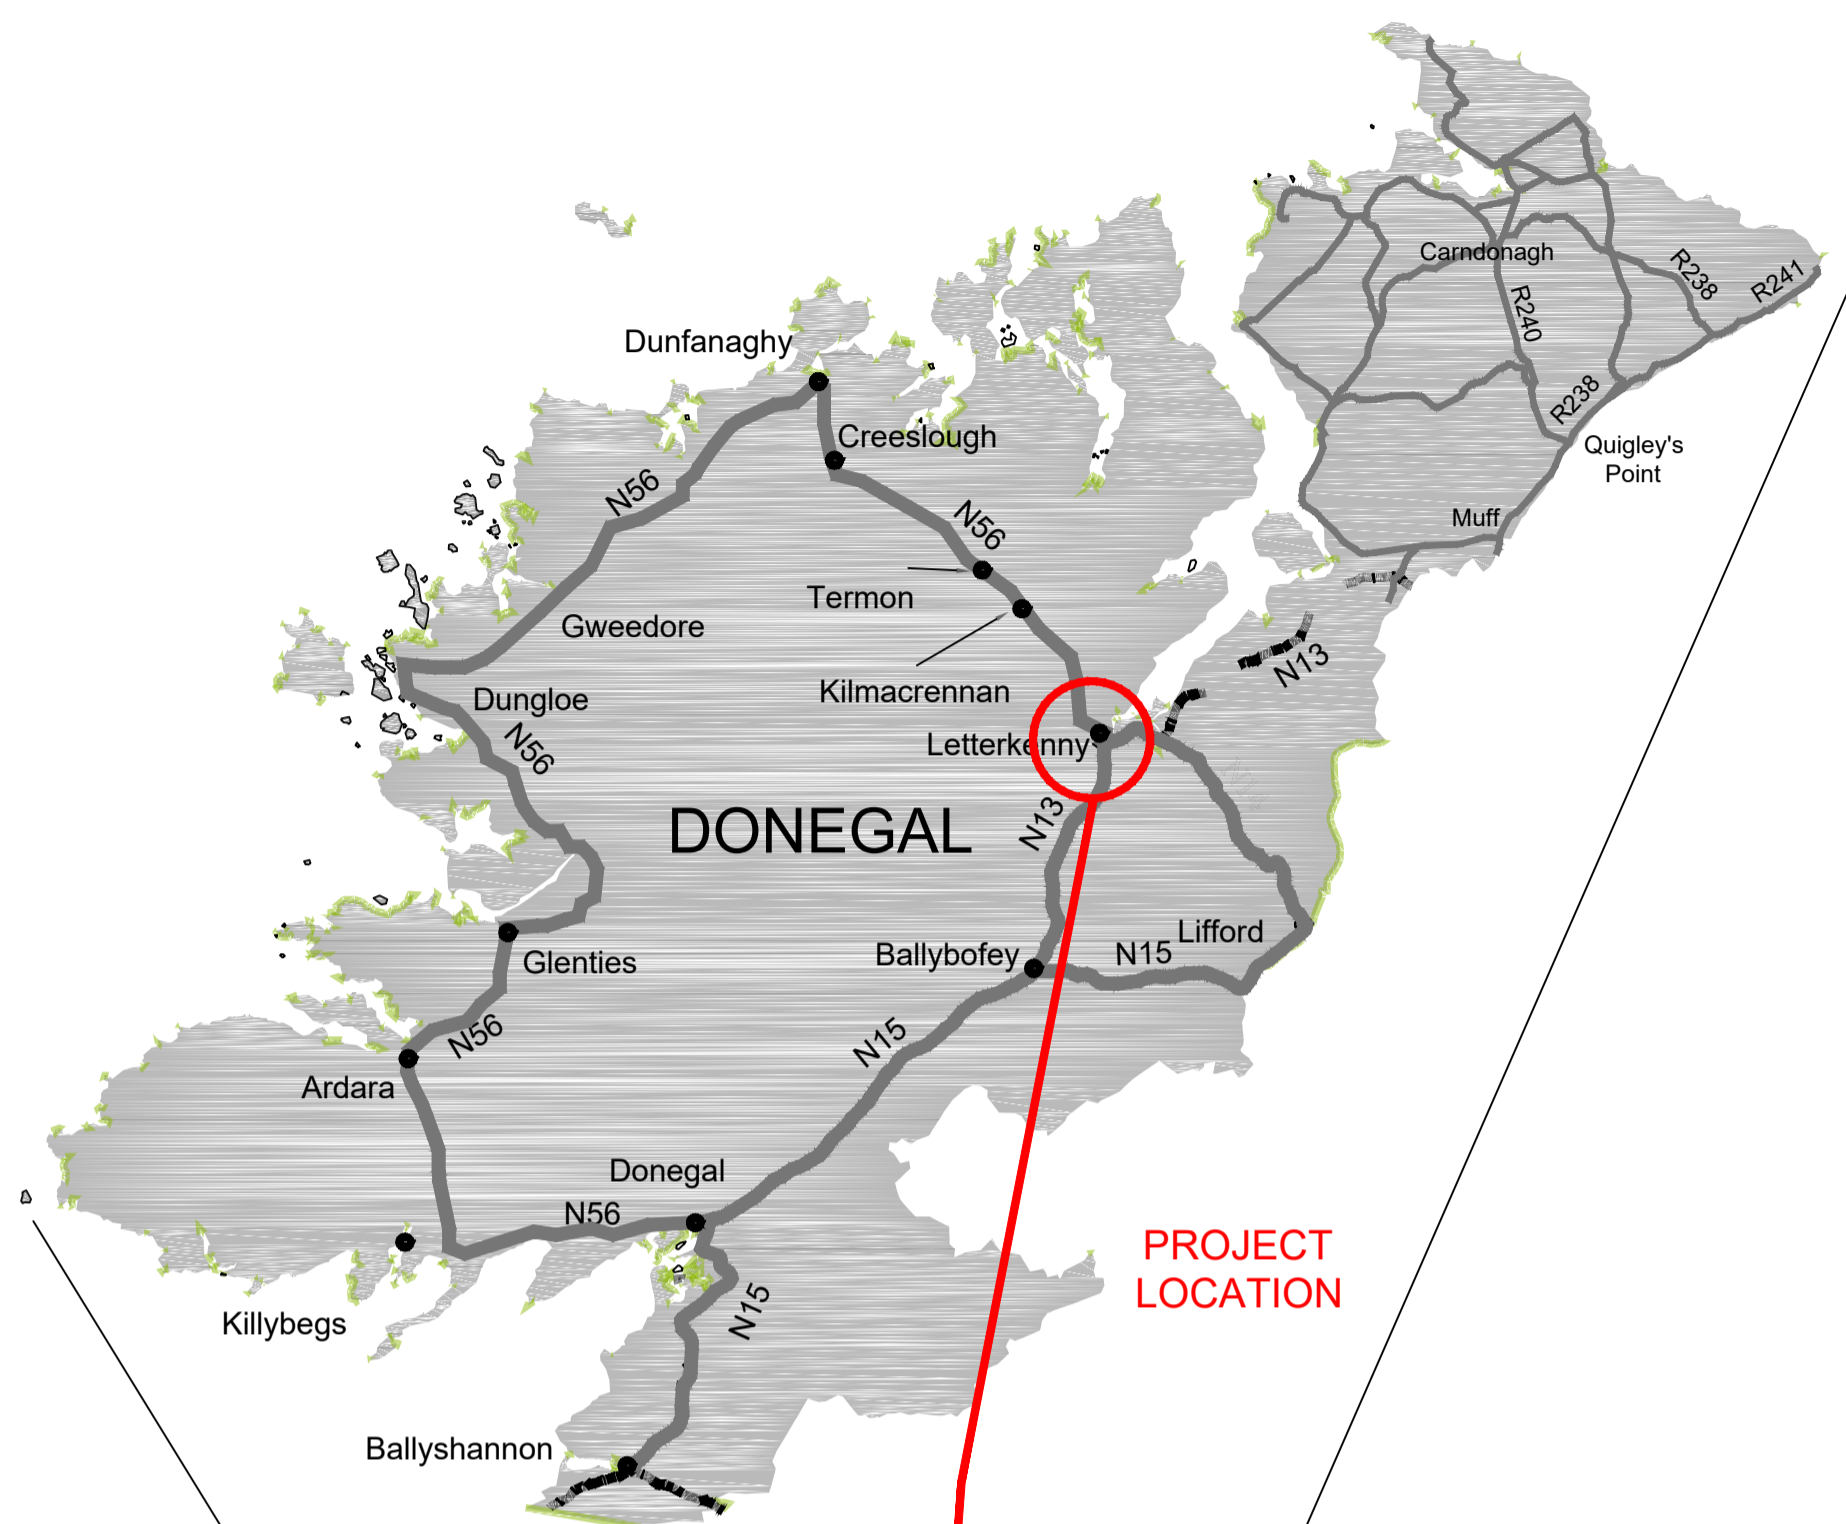 Carndonagh
R238
R241
R240
Dunfanaghy
R238
Creeslough
Quigley's
Point
N56
N56
Muff
Termon
Gweedore
N13
Kilmacrennan
Dungloe
N56
Letterkenny
N13
DONEGAL
Lifford
Ballybofey
N15
Glenties
N56
N15
Ardara
Donegal
N56
PROJECT
LOCATION
N15
Killybegs
Ballyshannon